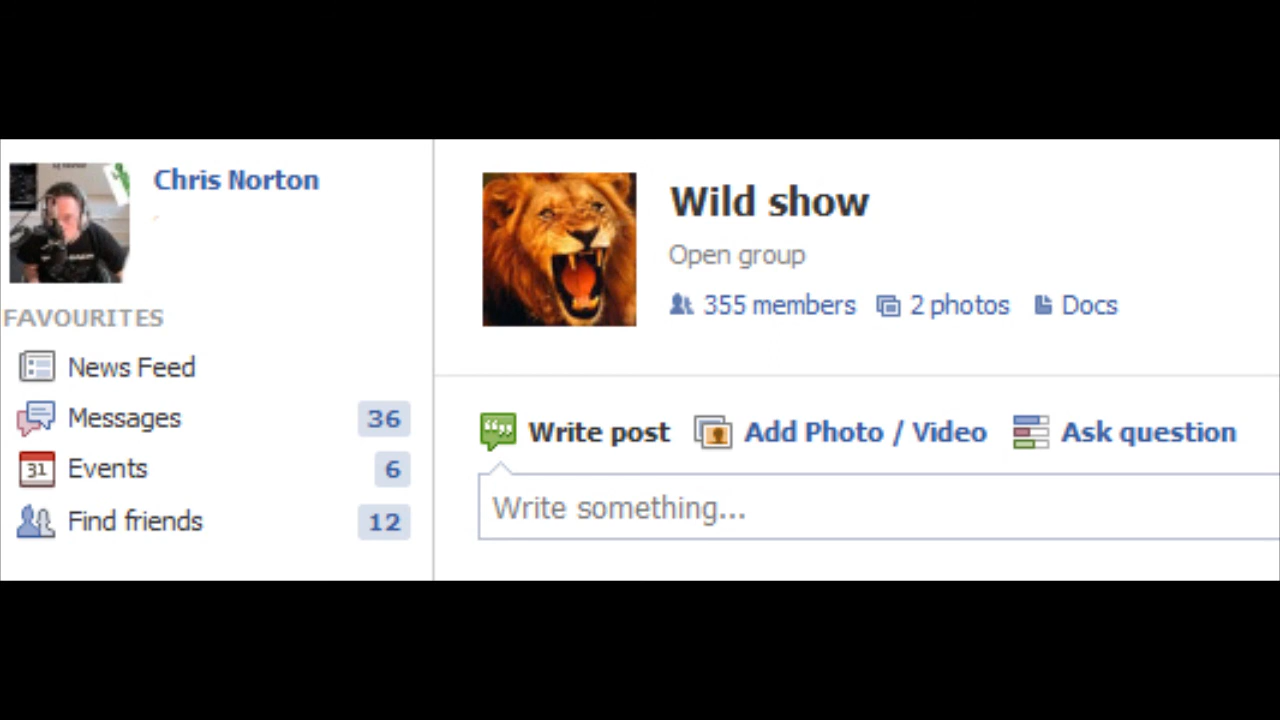 Chris Norton
FAVOURITES
News Feed
Messages 36
31 Events 6
Find friends 12
Wild show
Open group
355 members 2 photos Docs
Write post Add Photo / Video Ask question
Write something...